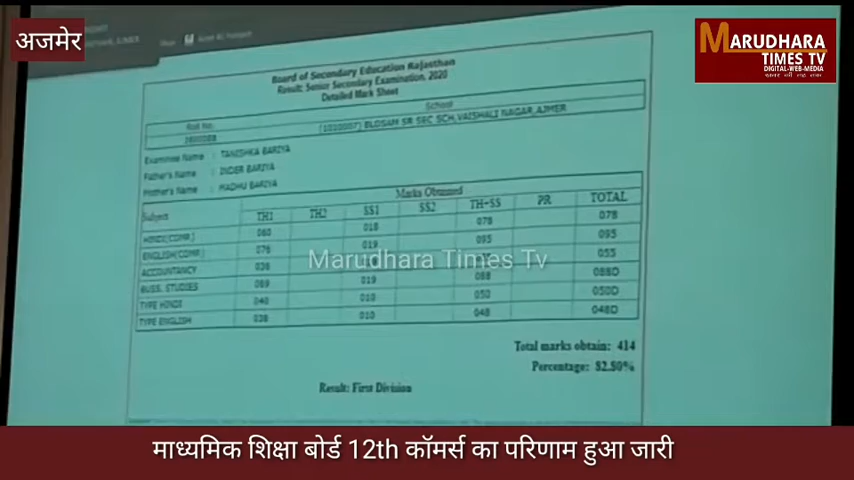 अजमेर
MARUDHARA
TIMES TV
DIGITAL-WEB-MEDIA
ख़बर की तह तक
Board of Secondary Education Rajasthan
Result: Senior Secondary Examination, 2020
Detailed Mark Sheet
Roll No. School
(1010007) BLOSAM SR SEC SCH,VAISHALI NAGAR,AJMER
Examinee Name : TANISHKA BARIYA
Father's Name : INDER BARIYA
Mother's Name : MADHU BARIYA
Marks Obtained
Subject TH1 TH2 SS1 SS2 TH-SS PR TOTAL
HINDI(COMP.) 060 018 078 078
ENGLISH(COMP.) 076 019 095 095
ACCOUNTANCY 036 055
BUSS. STUDIES 069 019 088 088D
TYPE HINDI 040 010 050 050D
TYPE ENGLISH 038 010 048 048D
Marudhara Times Tv
Total marks obtain: 414
Percentage: 82.80%
Result: First Division
माध्यमिक शिक्षा बोर्ड 12th कॉमर्स का परिणाम हुआ जारी